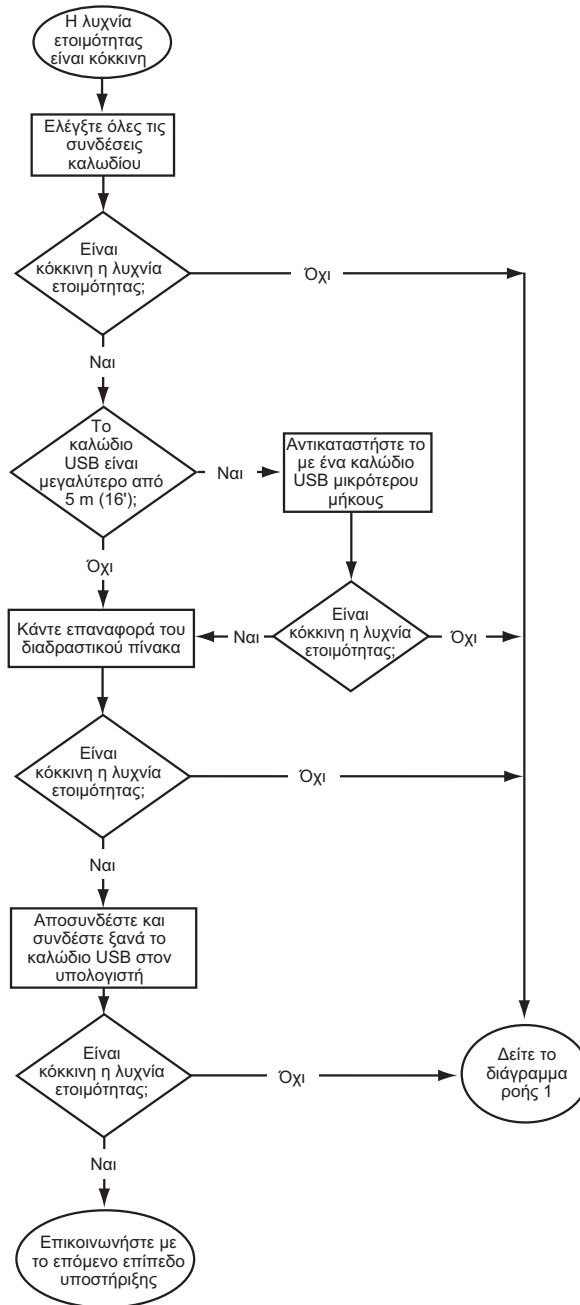 Η λυχνία
ετοιμότητας
είναι κόκκινη
Ελέγξτε όλες τις
συνδέσεις
καλωδίου
Είναι
κόκκινη η λυχνία
ετοιμότητας;
Όχι
Ναι
Το
καλώδιο
USB είναι
μεγαλύτερο από
5 m (16');
Ναι
Αντικαταστήστε το
με ένα καλώδιο
USB μικρότερου
μήκους
Όχι
Είναι
κόκκινη η λυχνία
ετοιμότητας;
Ναι
Όχι
Κάντε επαναφορά του
διαδραστικού πίνακα
Είναι
κόκκινη η λυχνία
ετοιμότητας;
Όχι
Ναι
Αποσυνδέστε και
συνδέστε ξανά το
καλώδιο USB στον
υπολογιστή
Είναι
κόκκινη η λυχνία
ετοιμότητας;
Όχι
Δείτε το
διάγραμμα
ροής 1
Ναι
Επικοινωνήστε με
το επόμενο επίπεδο
υποστήριξης